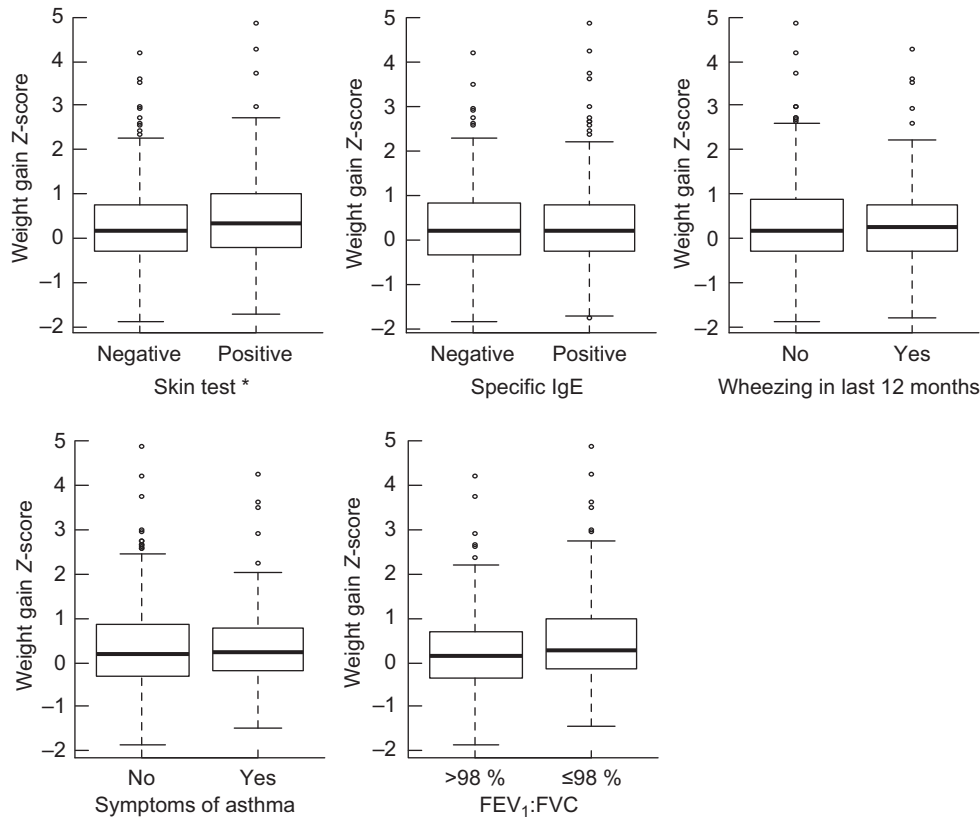 Weight gain Z-score
5
4
3
2
1
0
–1
–2
Negative Positive
Skin test *
Weight gain Z-score
5
4
3
2
1
0
–1
–2
Negative Positive
Specific IgE
Weight gain Z-score
5
4
3
2
1
0
–1
–2
No Yes
Wheezing in last 12 months
Weight gain Z-score
5
4
3
2
1
0
–1
–2
No Yes
Symptoms of asthma
Weight gain Z-score
5
4
3
2
1
0
–1
–2
>98 % ≤98 %
FEV₁:FVC